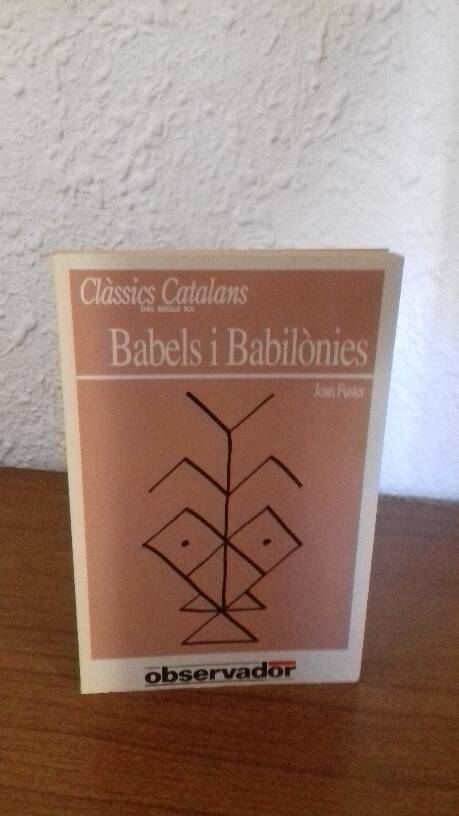 Clàssics Catalans
DEL SEGLE XX
Babels i Babilònies
Joan Fuster
observador